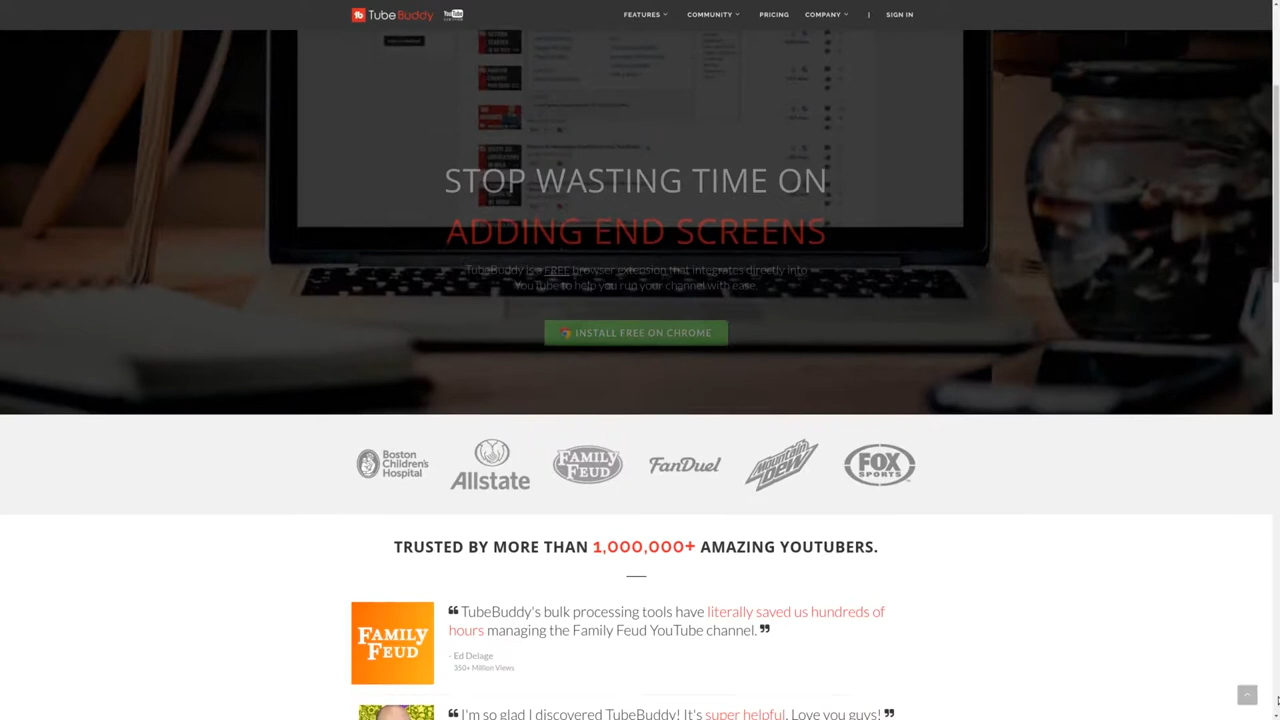 TubeBuddy
FEATURES COMMUNITY PRICING COMPANY | SIGN IN
STOP WASTING TIME ON
ADDING END SCREENS
TubeBuddy is a FREE browser extension that integrates directly into
YouTube to help you run your channel with ease.
INSTALL FREE ON CHROME
Boston Children's Hospital
Allstate
FAMILY FEUD
FanDuel
Mountain Dew
FOX SPORTS
TRUSTED BY MORE THAN 1,000,000+ AMAZING YOUTUBERS.
FAMILY FEUD
❝ TubeBuddy's bulk processing tools have literally saved us hundreds of
hours managing the Family Feud YouTube channel. ❞
- Ed Delage
350+ Million Views
❝ I'm so glad I discovered TubeBuddy! It's super helpful. Love you guys! ❞